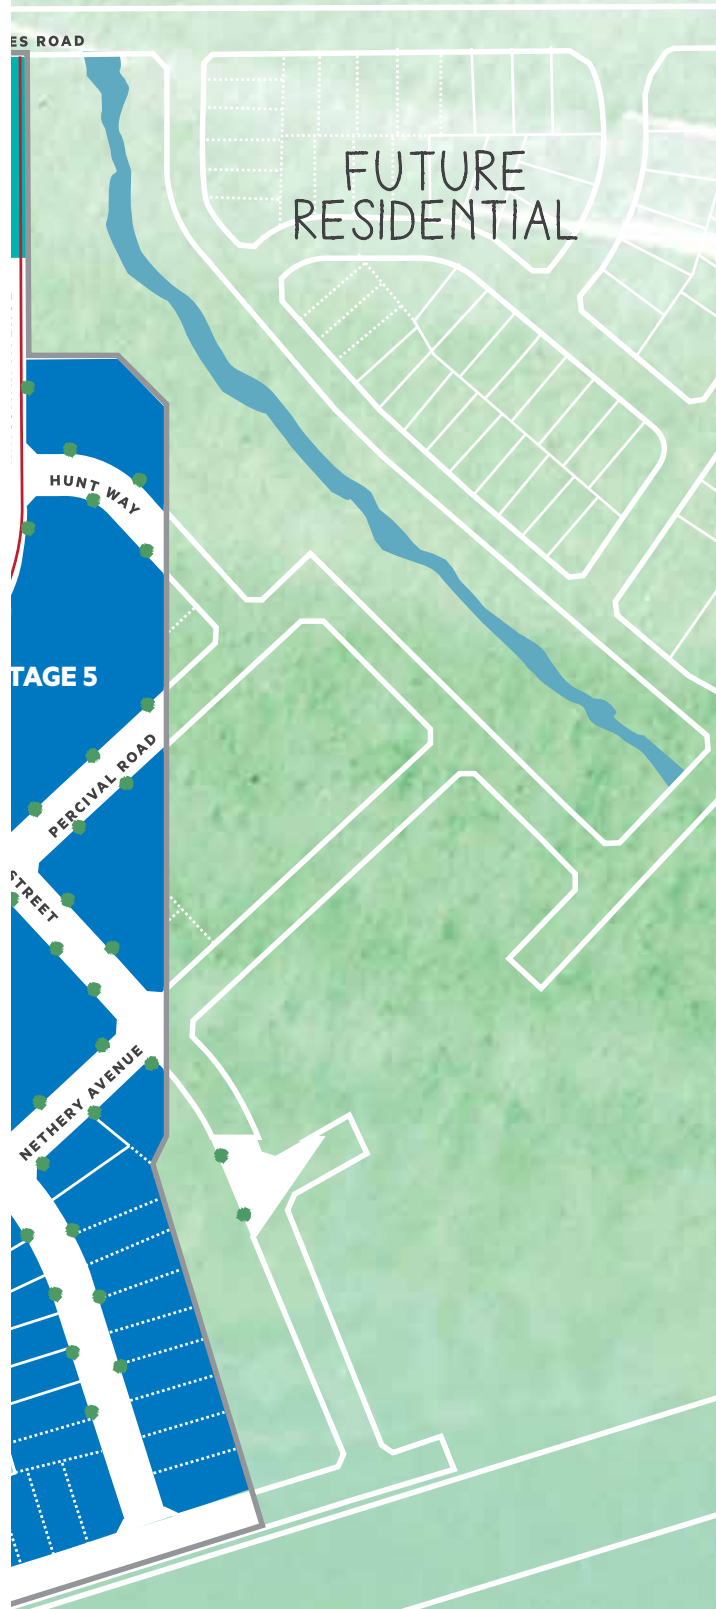 ES ROAD
FUTURE
RESIDENTIAL
HUNT WAY
TAGE 5
PERCIVAL ROAD
STREET
NETHERY AVENUE